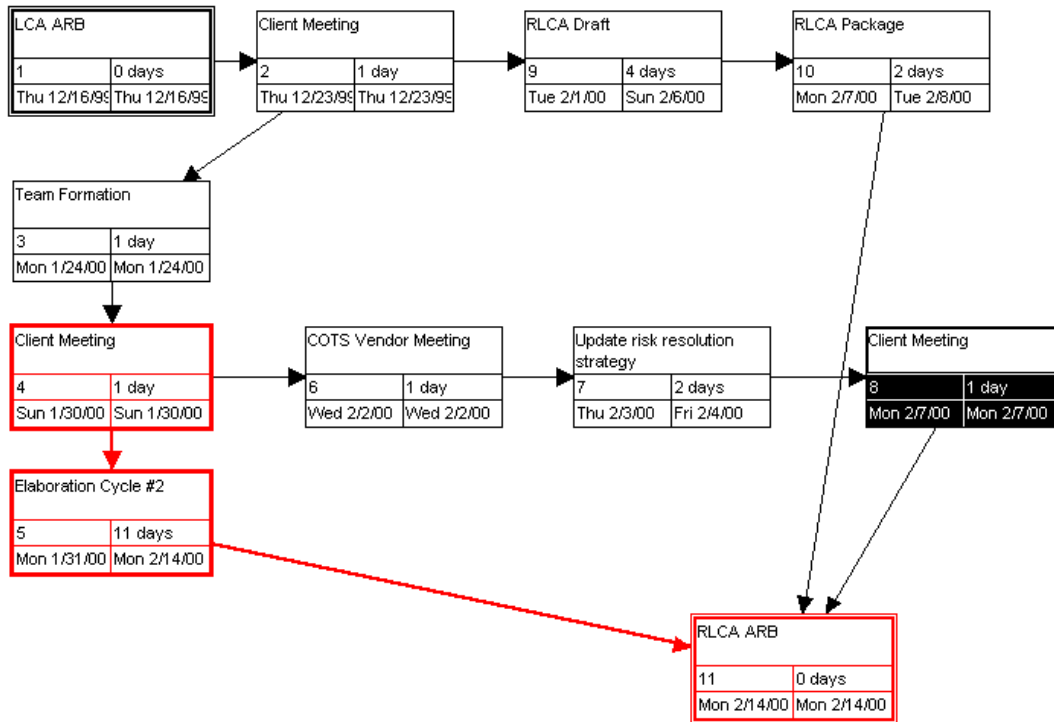 LCA ARB
1 0 days
Thu 12/16/99 Thu 12/16/99
Client Meeting
2 1 day
Thu 12/23/99 Thu 12/23/99
RLCA Draft
9 4 days
Tue 2/1/00 Sun 2/6/00
RLCA Package
10 2 days
Mon 2/7/00 Tue 2/8/00
Team Formation
3 1 day
Mon 1/24/00 Mon 1/24/00
Client Meeting
4 1 day
Sun 1/30/00 Sun 1/30/00
COTS Vendor Meeting
6 1 day
Wed 2/2/00 Wed 2/2/00
Update risk resolution
strategy
7 2 days
Thu 2/3/00 Fri 2/4/00
Client Meeting
8 1 day
Mon 2/7/00 Mon 2/7/00
Elaboration Cycle #2
5 11 days
Mon 1/31/00 Mon 2/14/00
RLCA ARB
11 0 days
Mon 2/14/00 Mon 2/14/00